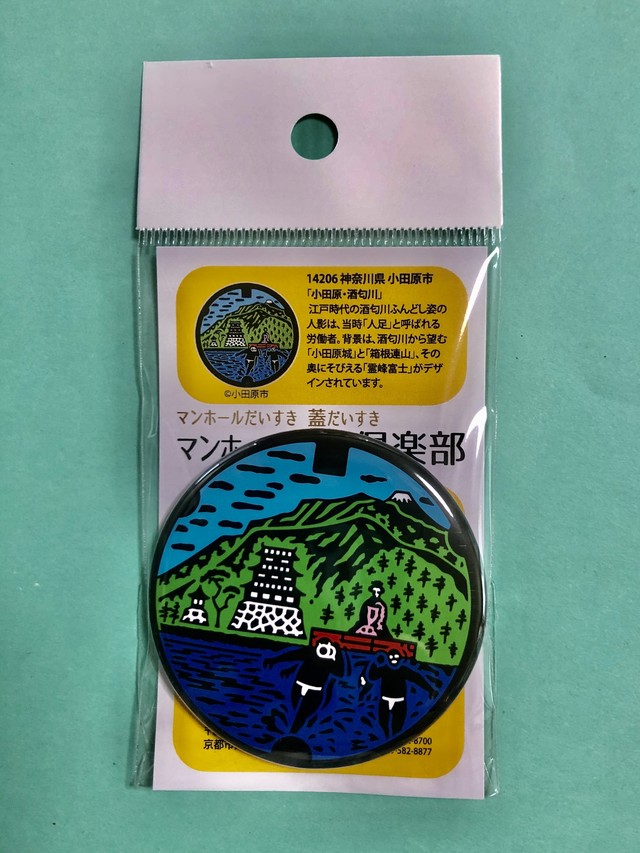 14206 神奈川県 小田原市
「小田原・酒匂川」
江戸時代の酒匂川ふんどし姿の
人影は、当時「人足」と呼ばれる
労働者。背景は、酒匂川から望む
「小田原城」と「箱根連山」、その
奥にそびえる「霊峰富士」がデザ
インされています。
©小田原市
マンホールだいすき 蓋だいすき
マンホ 倶楽部
-8700
京都市 582-8877